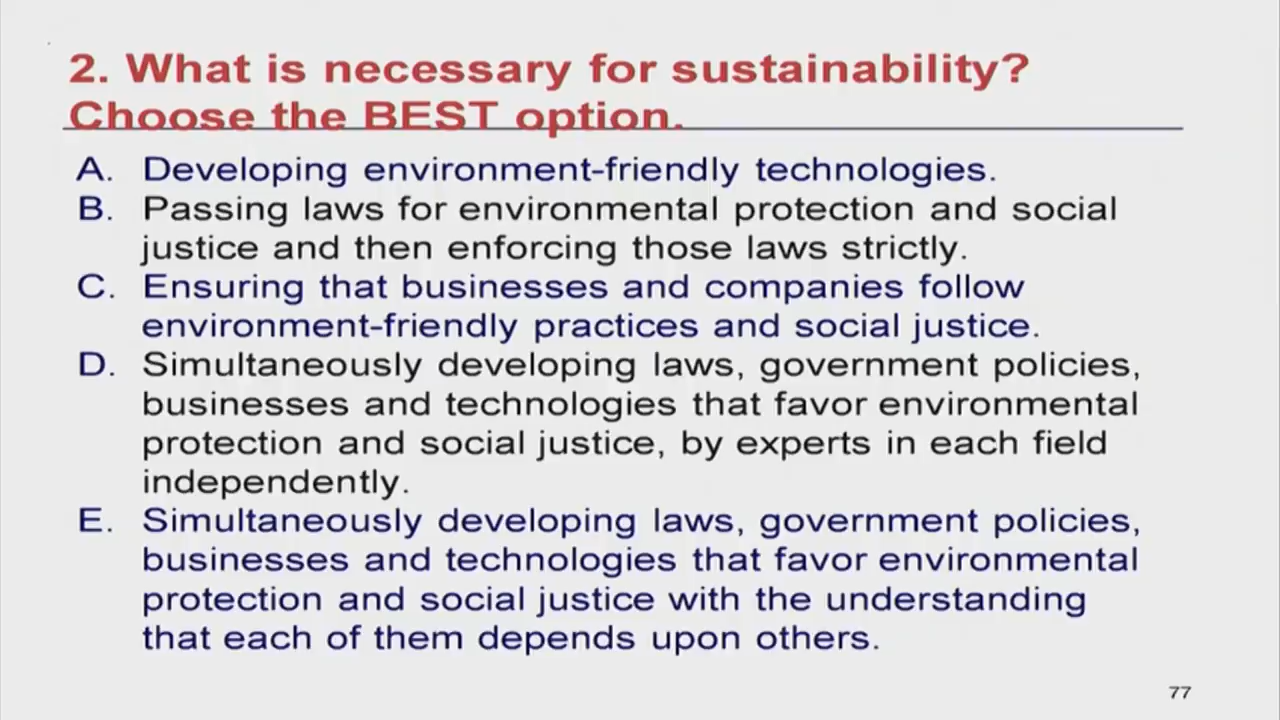 2. What is necessary for sustainability?
Choose the BEST option.
A. Developing environment-friendly technologies.
B. Passing laws for environmental protection and social
justice and then enforcing those laws strictly.
C. Ensuring that businesses and companies follow
environment-friendly practices and social justice.
D. Simultaneously developing laws, government policies,
businesses and technologies that favor environmental
protection and social justice, by experts in each field
independently.
E. Simultaneously developing laws, government policies,
businesses and technologies that favor environmental
protection and social justice with the understanding
that each of them depends upon others.
77